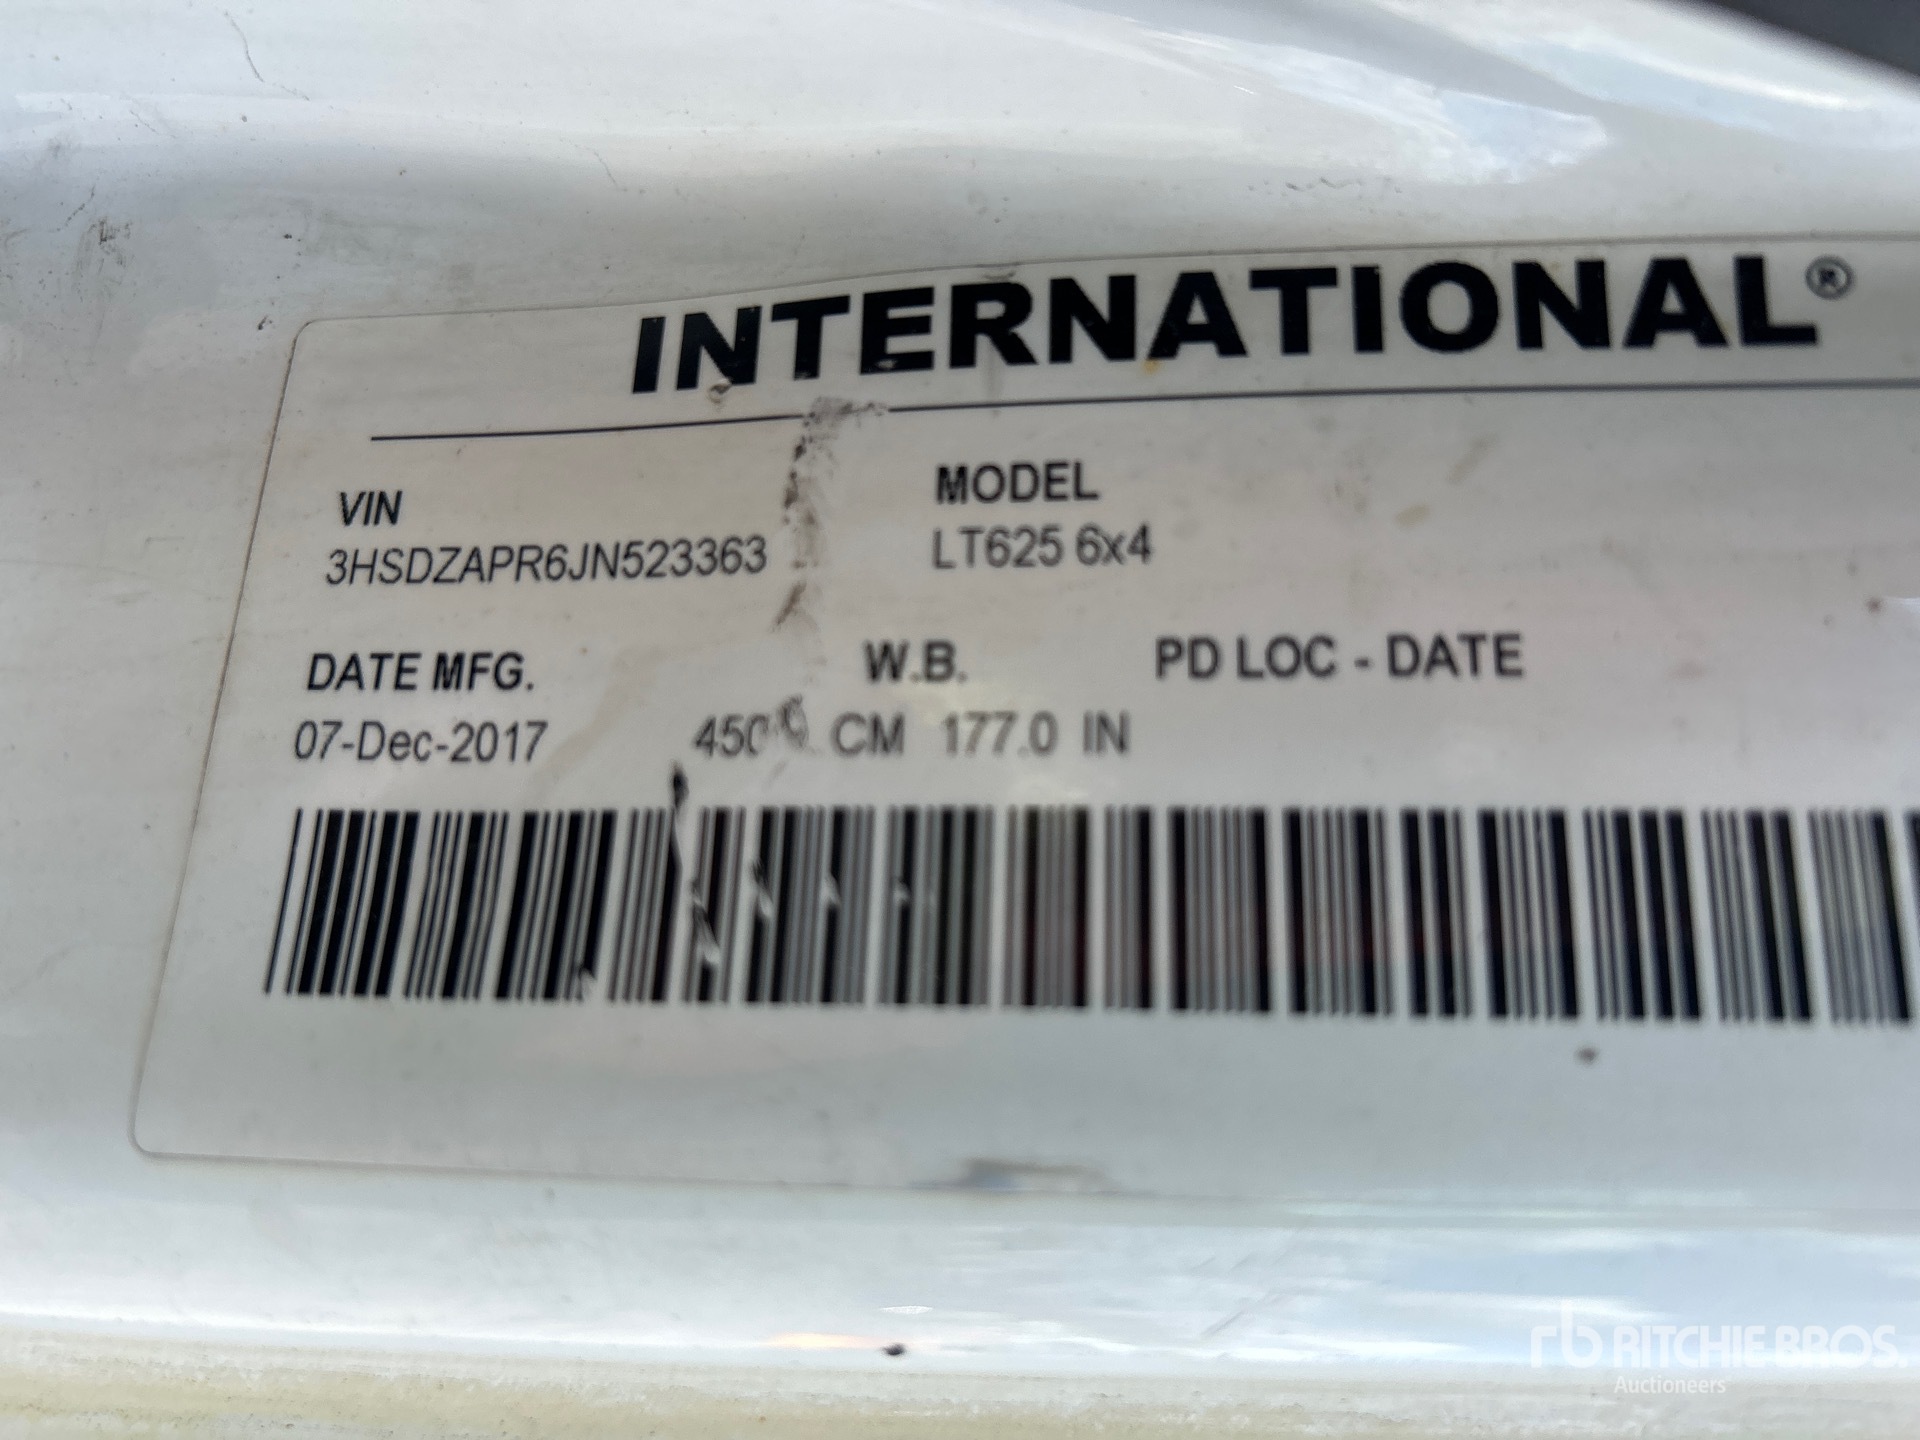 INTERNATIONAL®
VIN
3HSDZAPR6JN523363
MODEL
LT625 6x4
DATE MFG.
07-Dec-2017
W.B.
CM 177.0 IN
PD LOC - DATE
rb RITCHIE BROS.
Auctioneers